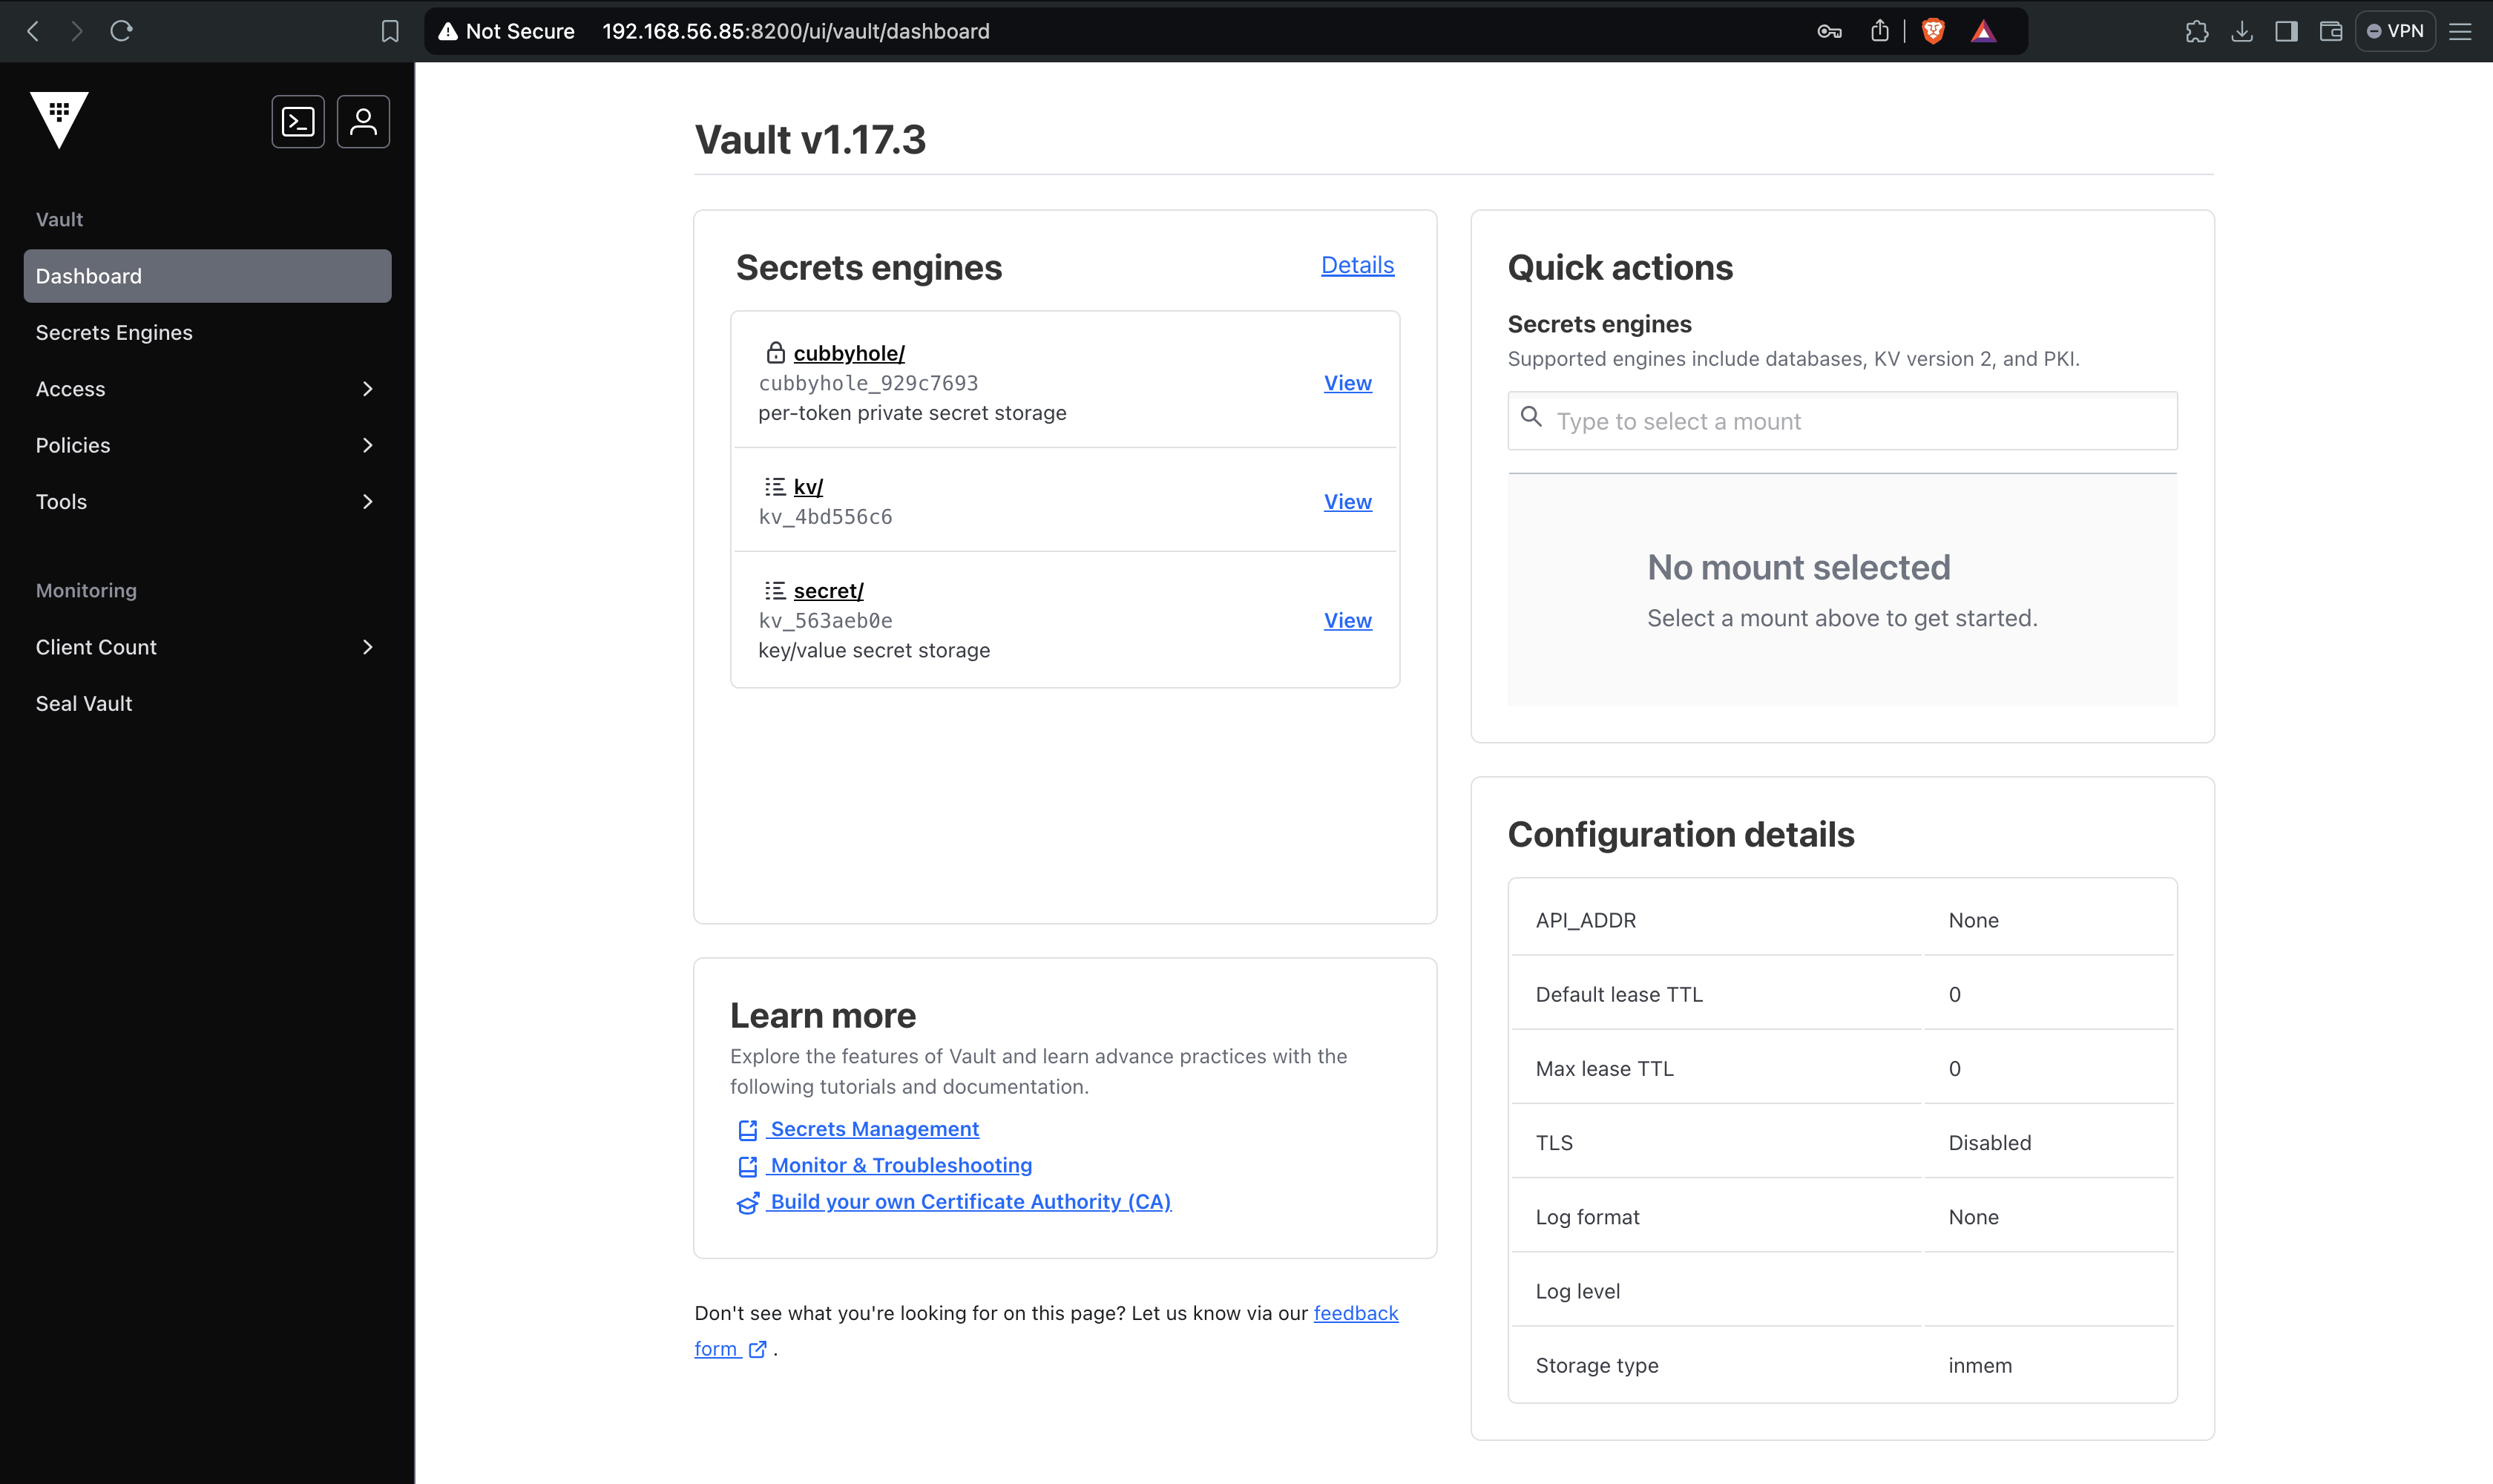 Not Secure 192.168.56.85:8200/ui/vault/dashboard
VPN
Vault
Dashboard
Secrets Engines
Access
Policies
Tools
Monitoring
Client Count
Seal Vault
Vault v1.17.3
Secrets engines
Details
cubbyhole/
cubbyhole_929c7693
per-token private secret storage
View
kv/
kv_4bd556c6
View
secret/
kv_563aeb0e
key/value secret storage
View
Learn more
Explore the features of Vault and learn advance practices with the
following tutorials and documentation.
Secrets Management
Monitor & Troubleshooting
Build your own Certificate Authority (CA)
Don't see what you're looking for on this page? Let us know via our feedback
form .
Quick actions
Secrets engines
Supported engines include databases, KV version 2, and PKI.
Type to select a mount
No mount selected
Select a mount above to get started.
Configuration details
API_ADDR None
Default lease TTL 0
Max lease TTL 0
TLS Disabled
Log format None
Log level
Storage type inmem